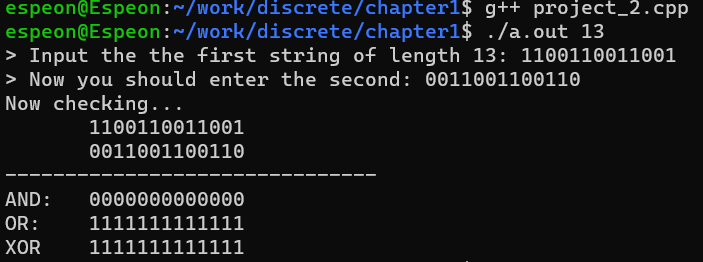 espeon@Espeon:~/work/discrete/chapter1$ g++ project_2.cpp
espeon@Espeon:~/work/discrete/chapter1$ ./a.out 13
> Input the the first string of length 13: 1100110011001
> Now you should enter the second: 0011001100110
Now checking...
1100110011001
0011001100110
-------------------------------
AND: 0000000000000
OR: 1111111111111
XOR 1111111111111